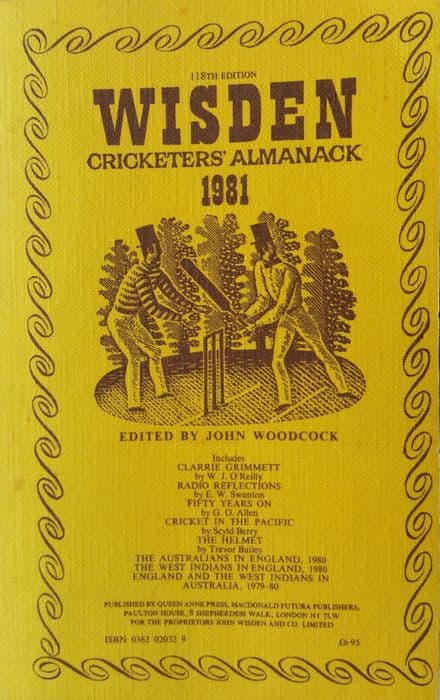 118TH EDITION
WISDEN
CRICKETERS' ALMANACK
1981
EDITED BY JOHN WOODCOCK
Includes
CLARRIE GRIMMETT
by W. J. O'Reilly
RADIO REFLECTIONS
by E. W. Swanton
FIFTY YEARS ON
by G. O. Allen
CRICKET IN THE PACIFIC
by Scyld Berry
THE HELMET
by Trevor Bailey
THE AUSTRALIANS IN ENGLAND, 1980
THE WEST INDIANS IN ENGLAND, 1980
ENGLAND AND THE WEST INDIANS IN
AUSTRALIA, 1979-80
PUBLISHED BY QUEEN ANNE PRESS, MACDONALD FUTURA PUBLISHERS,
PAULTON HOUSE, 8 SHEPHERDESS WALK, LONDON N1 7LW
FOR THE PROPRIETORS JOHN WISDEN AND CO. LIMITED
ISBN 0362 02032 9
£6·95